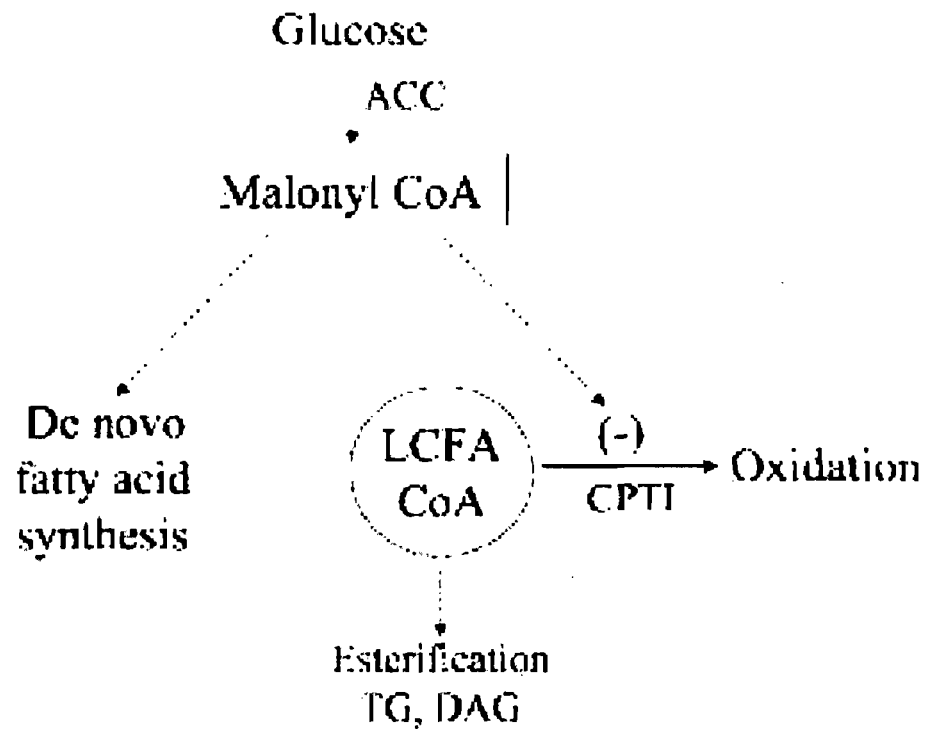 Glucose
ACC
Malonyl CoA
De novo
fatty acid
synthesis
LCFA
CoA
(-)
CPTI
Oxidation
Esterification
TG, DAG